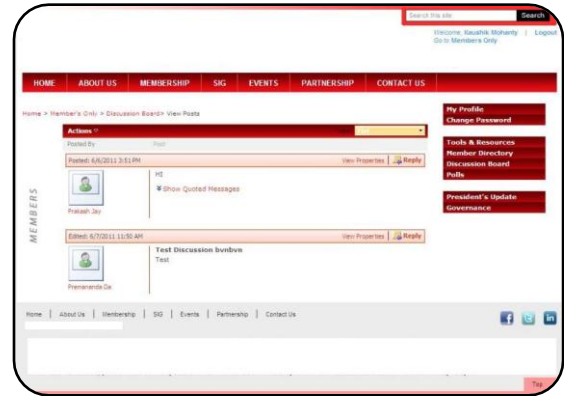 Search this site Search
Welcome, Kaushik Mohanty | Logout
Go to Members Only
HOME ABOUT US MEMBERSHIP SIG EVENTS PARTNERSHIP CONTACT US
Home > Member's Only > Discussion Board> View Posts
Actions
Posted By Post
Posted: 6/6/2011 3:51 PM View Properties | Reply
HI
Show Quoted Messages
Prakash Jay
Edited: 6/7/2011 11:50 AM View Properties | Reply
Test Discussion bvnbvn
Test
Premananda Da
MEMBERS
My Profile
Change Password
Tools & Resources
Member Directory
Discussion Board
Polls
President's Update
Governance
Home | About Us | Membership | SIG | Events | Partnership | Contact Us
Top